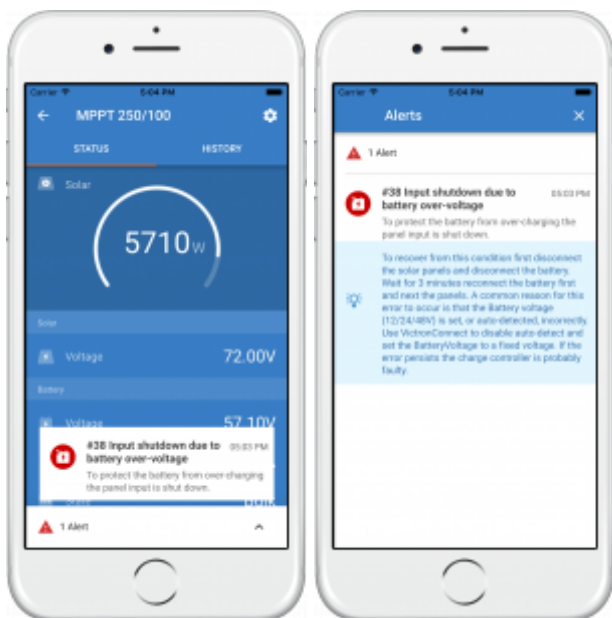 Carrier 5:04 PM
MPPT 250/100
STATUS HISTORY
Solar
5710W
Solar
Voltage 72.00V
Battery
Voltage 57.10V
#38 Input shutdown due to 05:03 PM
battery over-voltage
To protect the battery from over-charging
the panel input is shut down.
1 Alert
Carrier 5:04 PM
Alerts
1 Alert
#38 Input shutdown due to 05:03 PM
battery over-voltage
To protect the battery from over-charging the
panel input is shut down.
To recover from this condition first disconnect
the solar panels and disconnect the battery.
Wait for 3 minutes reconnect the battery first
and next the panels. A common reason for this
error to occur is that the Battery voltage
(12/24/48V) is set, or auto-detected, incorrectly.
Use VictronConnect to disable auto-detect and
set the BatteryVoltage to a fixed voltage. If the
error persists the charge controller is probably
faulty.